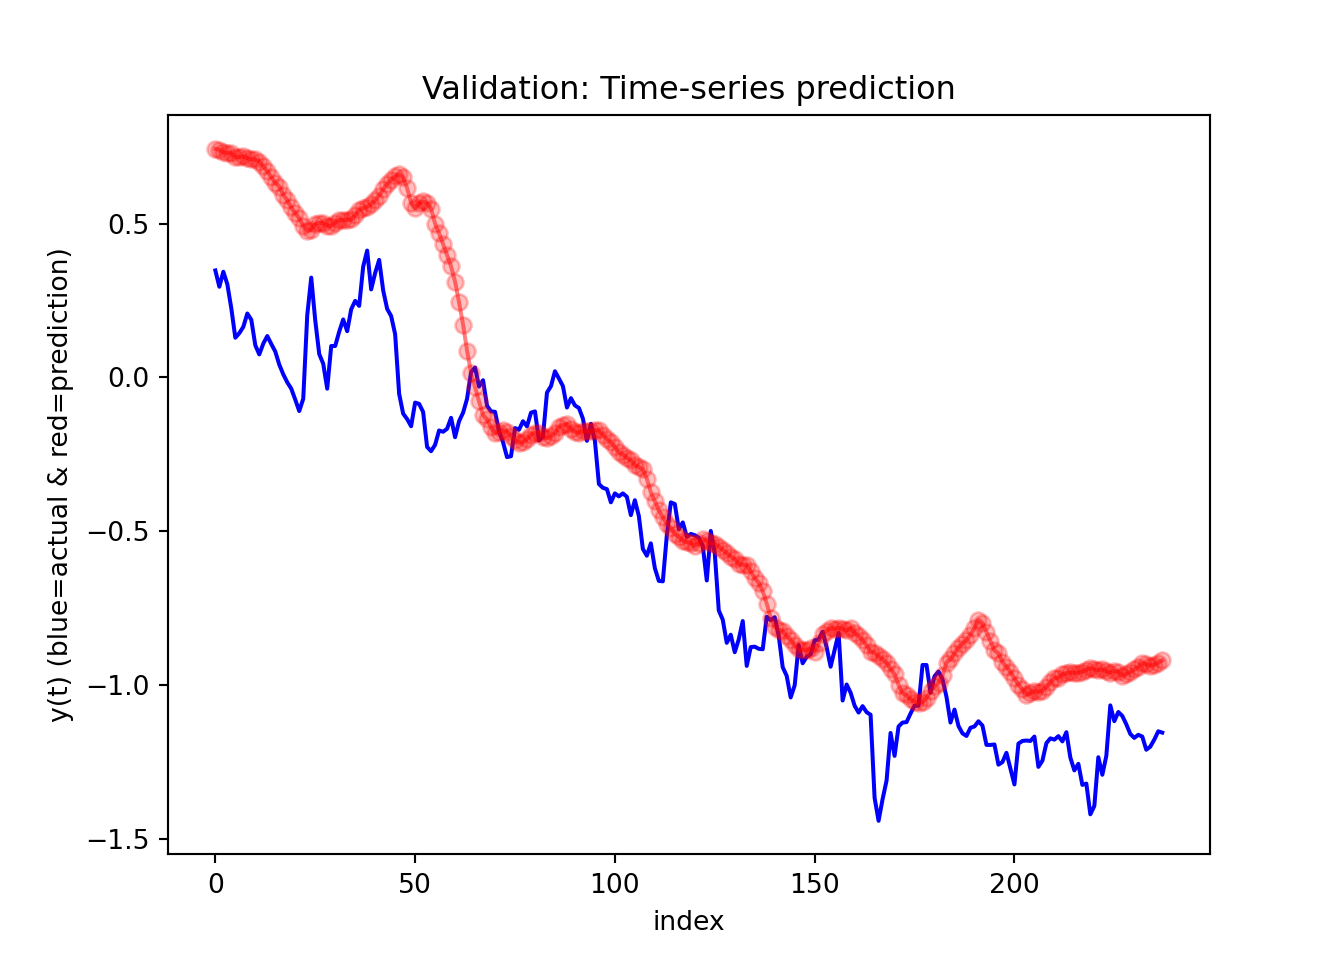 Validation: Time-series prediction
y(t) (blue=actual & red=prediction)
0.5
0.0
−0.5
−1.0
−1.5
0 50 100 150 200
index